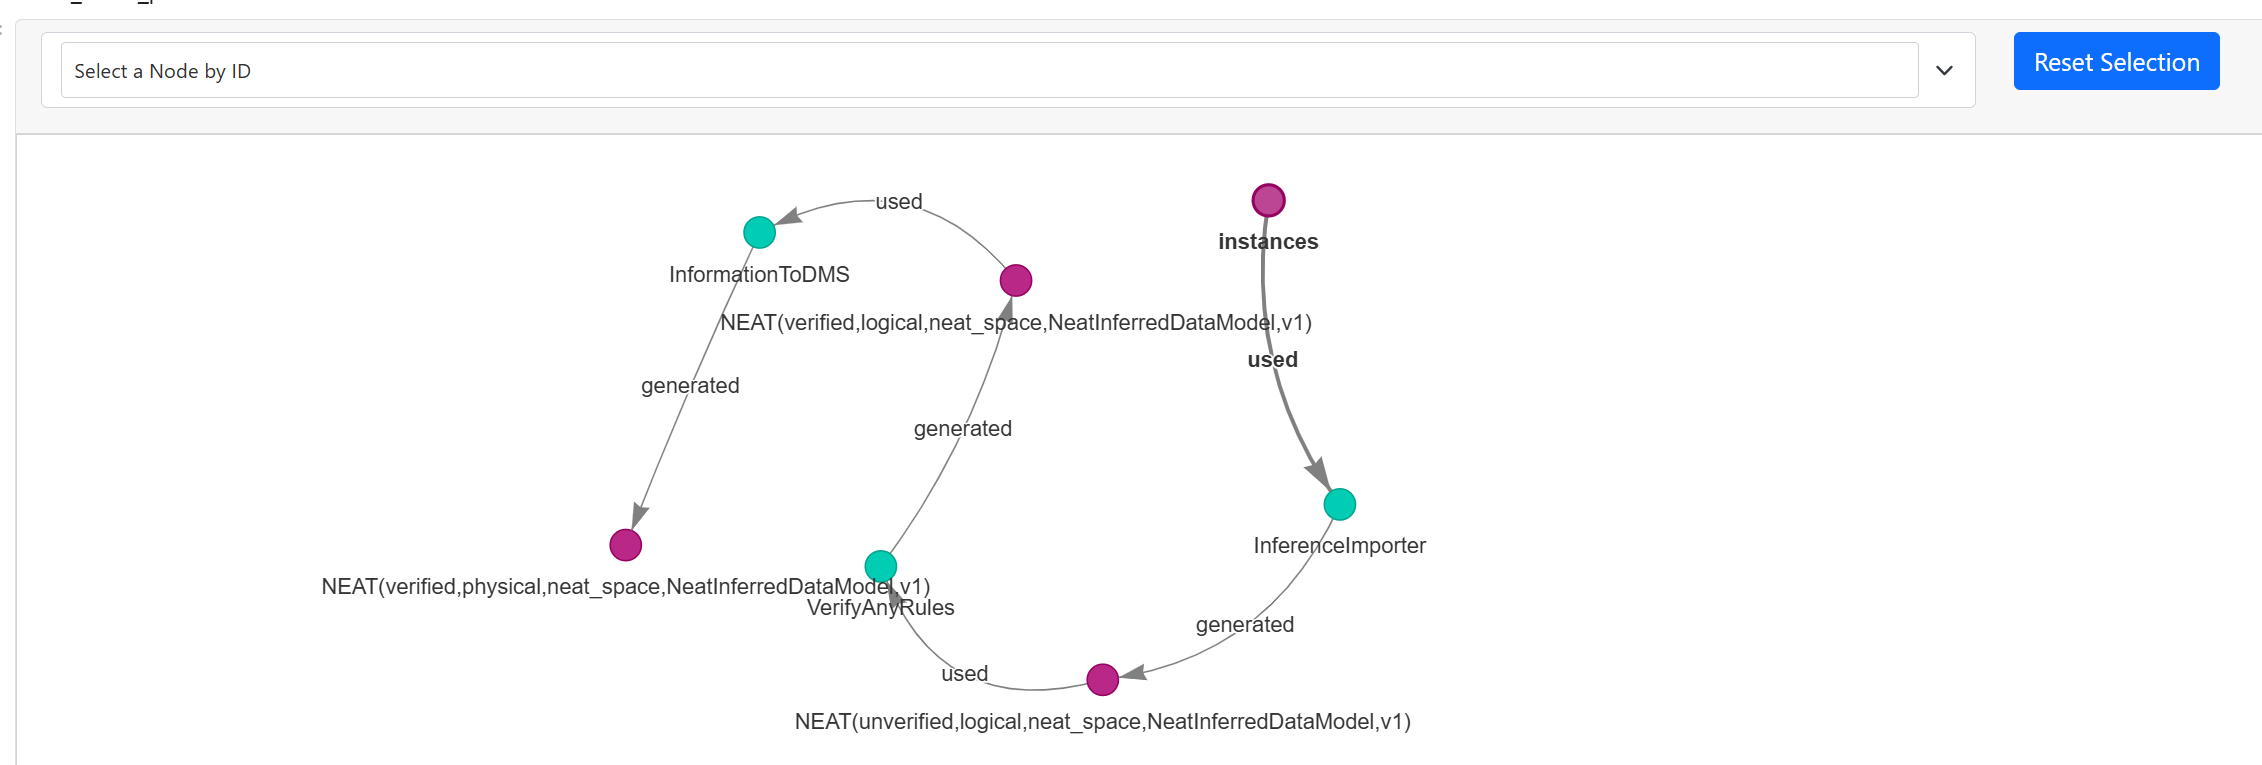 Select a Node by ID
Reset Selection
used
instances
InformationToDMS
NEAT(verified,logical,neat_space,NeatInferredDataModel,v1)
used
generated
generated
InferenceImporter
NEAT(verified,physical,neat_space,NeatInferredDataModel,v1)
VerifyAnyRules
generated
used
NEAT(unverified,logical,neat_space,NeatInferredDataModel,v1)